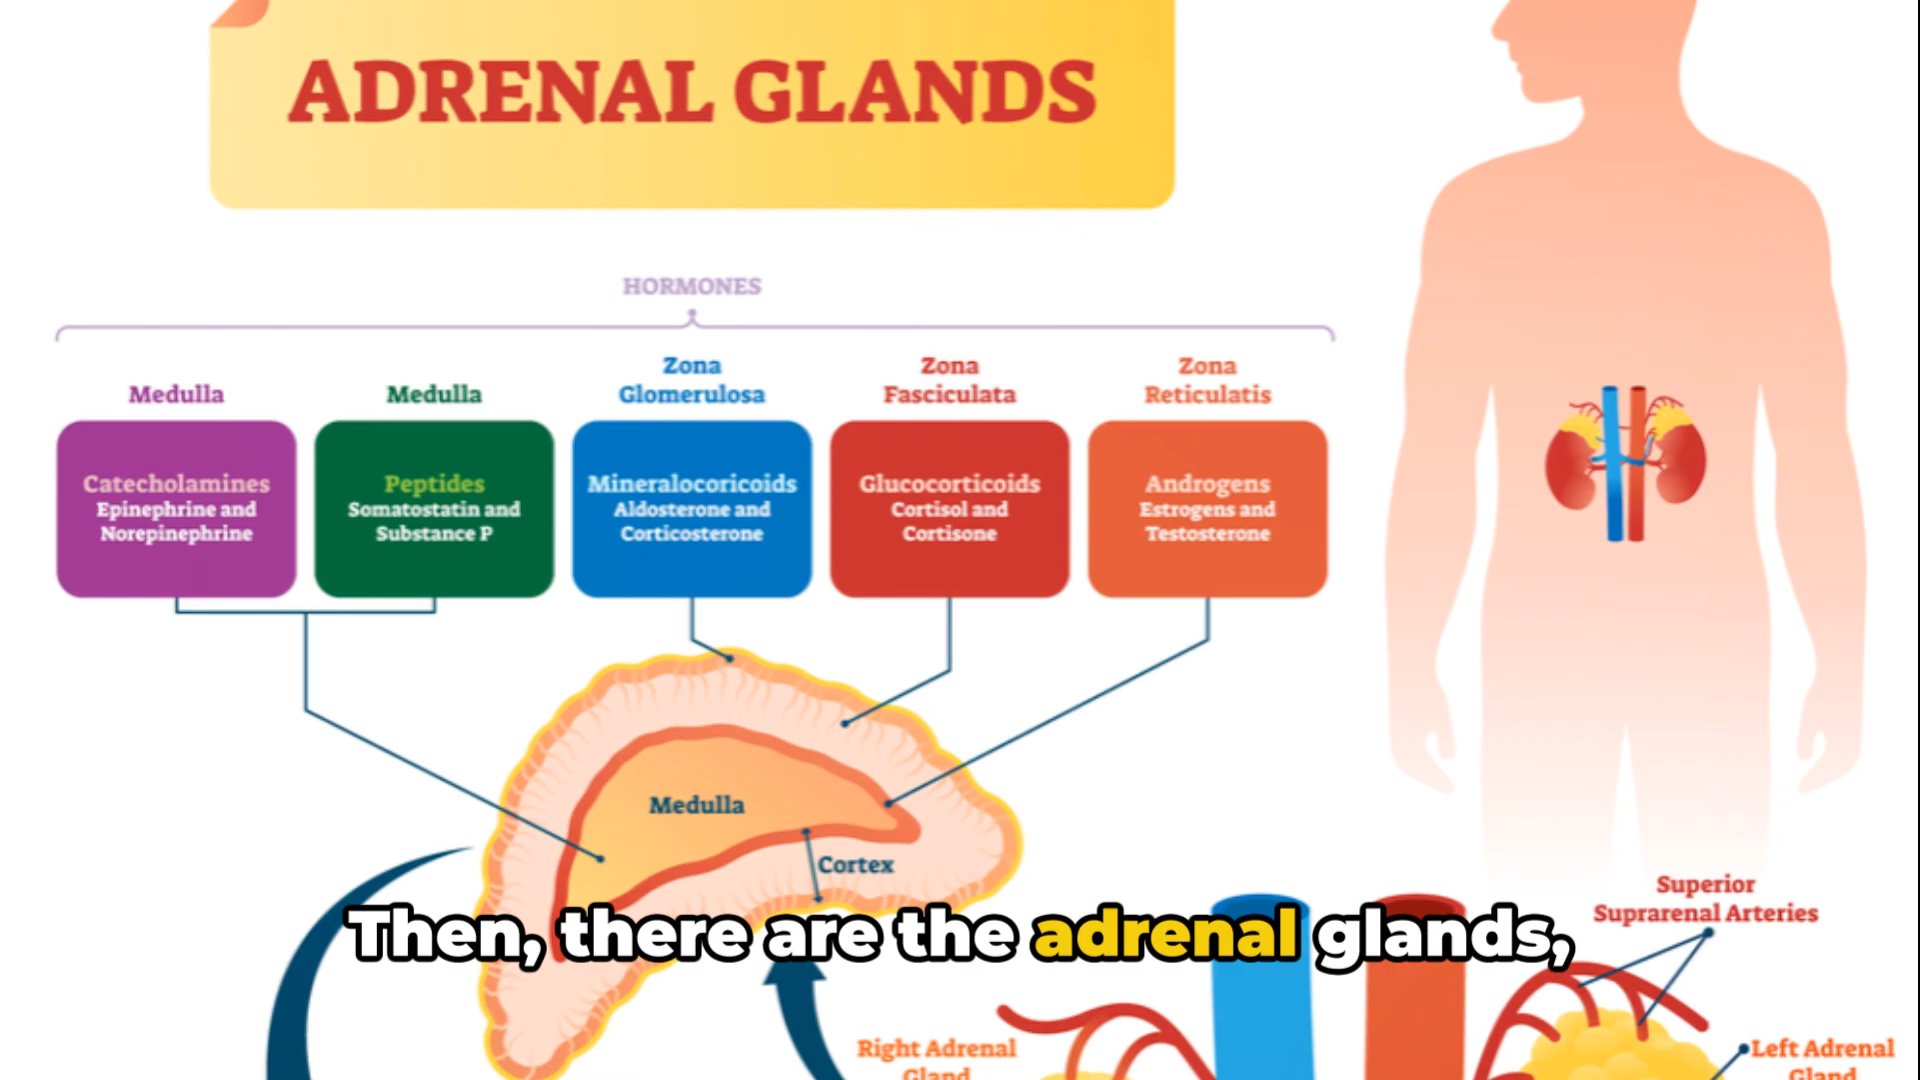 ADRENAL GLANDS
HORMONES
Medulla
Medulla
Zona
Glomerulosa
Zona
Fasciculata
Zona
Reticulatis
Catecholamines
Epinephrine and
Norepinephrine
Peptides
Somatostatin and
Substance P
Mineralocoricoids
Aldosterone and
Corticosterone
Glucocorticoids
Cortisol and
Cortisone
Androgens
Estrogens and
Testosterone
Medulla
Cortex
Superior
Suprarenal Arteries
Then, there are the adrenal glands,
Right Adrenal
Gland
Left Adrenal
Gland